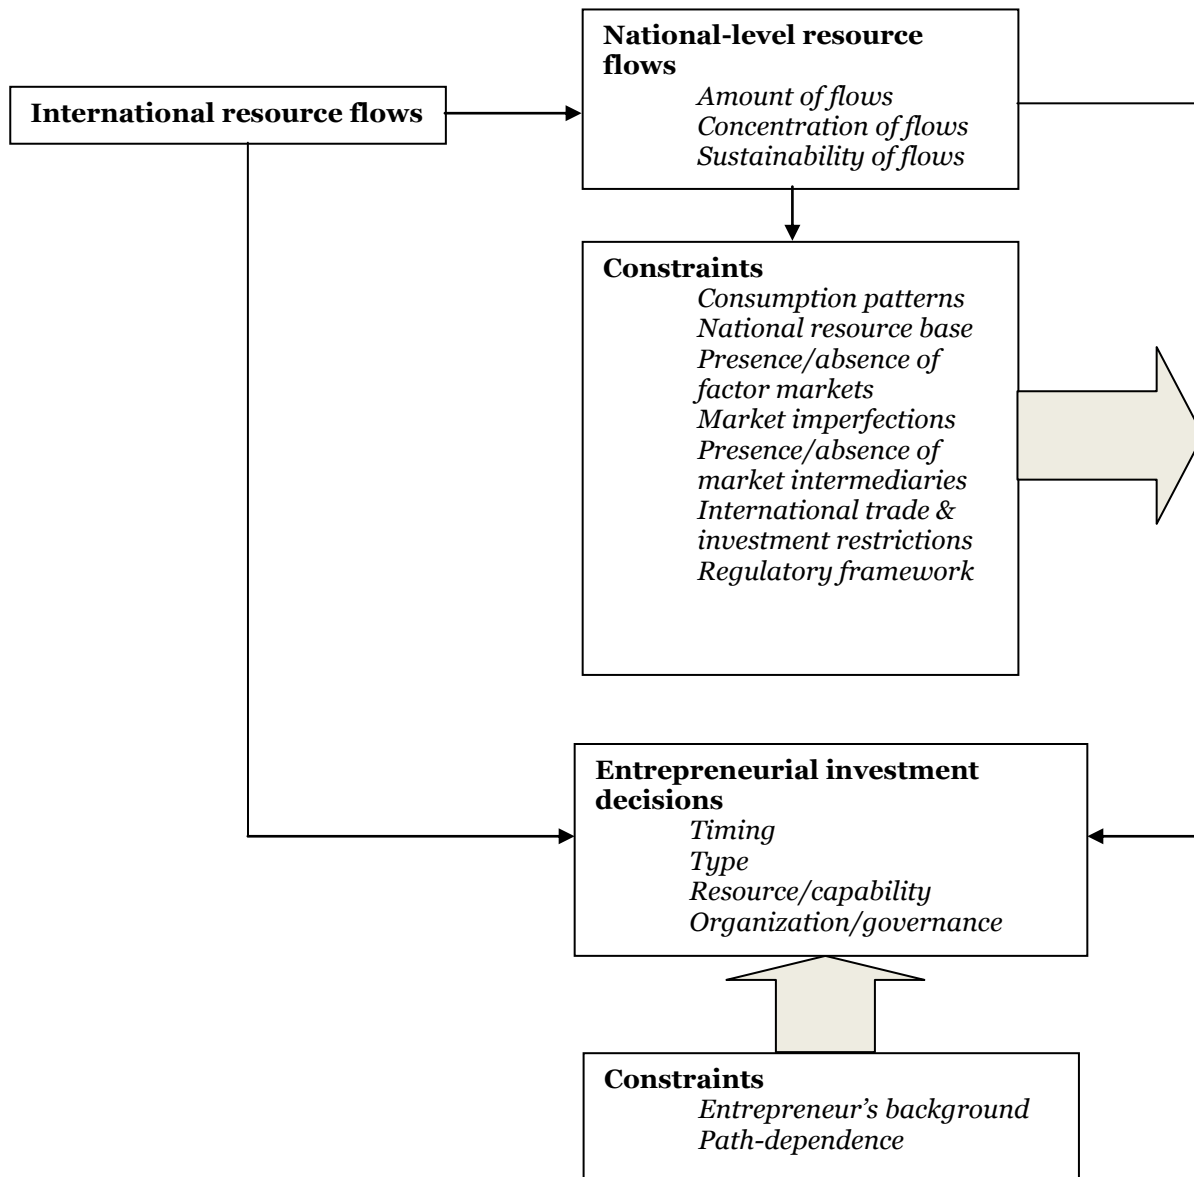 National-level resource
flows
Amount of flows
Concentration of flows
Sustainability of flows
International resource flows
Constraints
Consumption patterns
National resource base
Presence/absence of
factor markets
Market imperfections
Presence/absence of
market intermediaries
International trade &
investment restrictions
Regulatory framework
Entrepreneurial investment
decisions
Timing
Type
Resource/capability
Organization/governance
Constraints
Entrepreneur’s background
Path-dependence